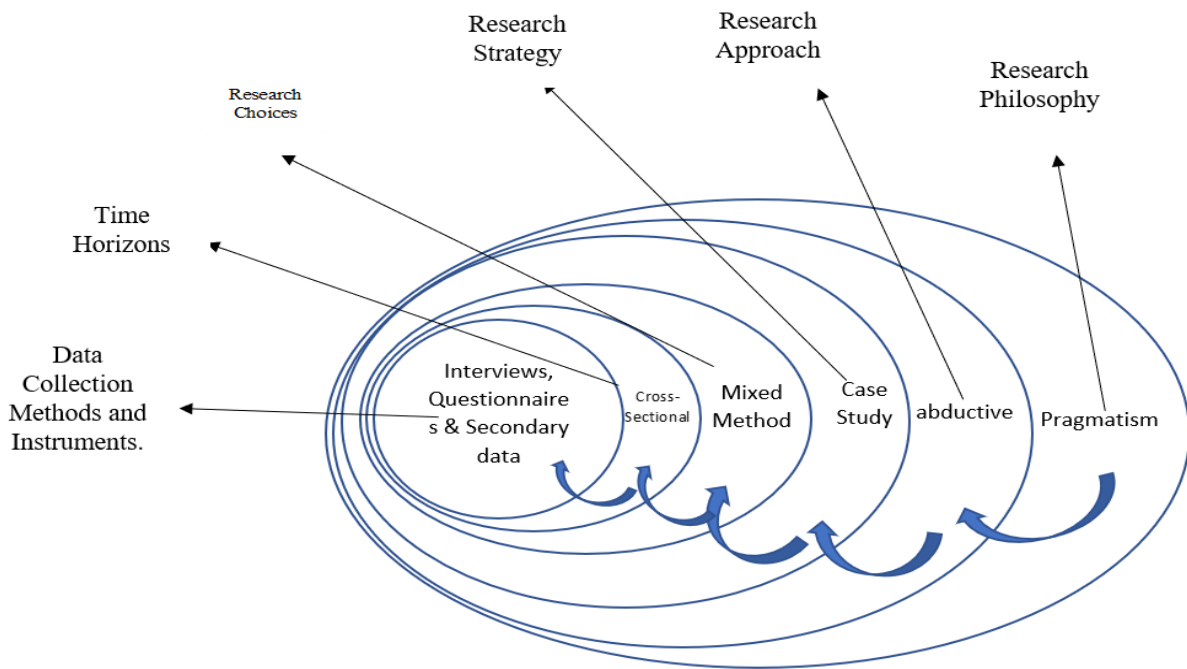 Research
Strategy
Research
Approach
Research
Philosophy
Research
Choices
Time
Horizons
Data
Collection
Methods and
Instruments.
Interviews,
Questionnaire
s & Secondary
data
Cross-
Sectional
Mixed
Method
Case
Study
abductive
Pragmatism